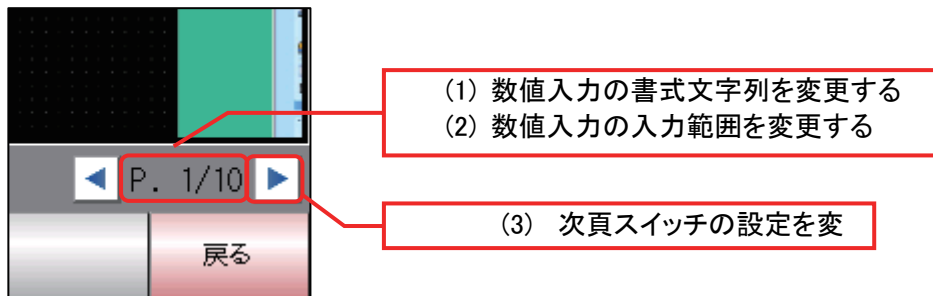 (1) 数値入力の書式文字列を変更する
(2) 数値入力の入力範囲を変更する
P. 1/10
(3) 次頁スイッチの設定を変
戻る